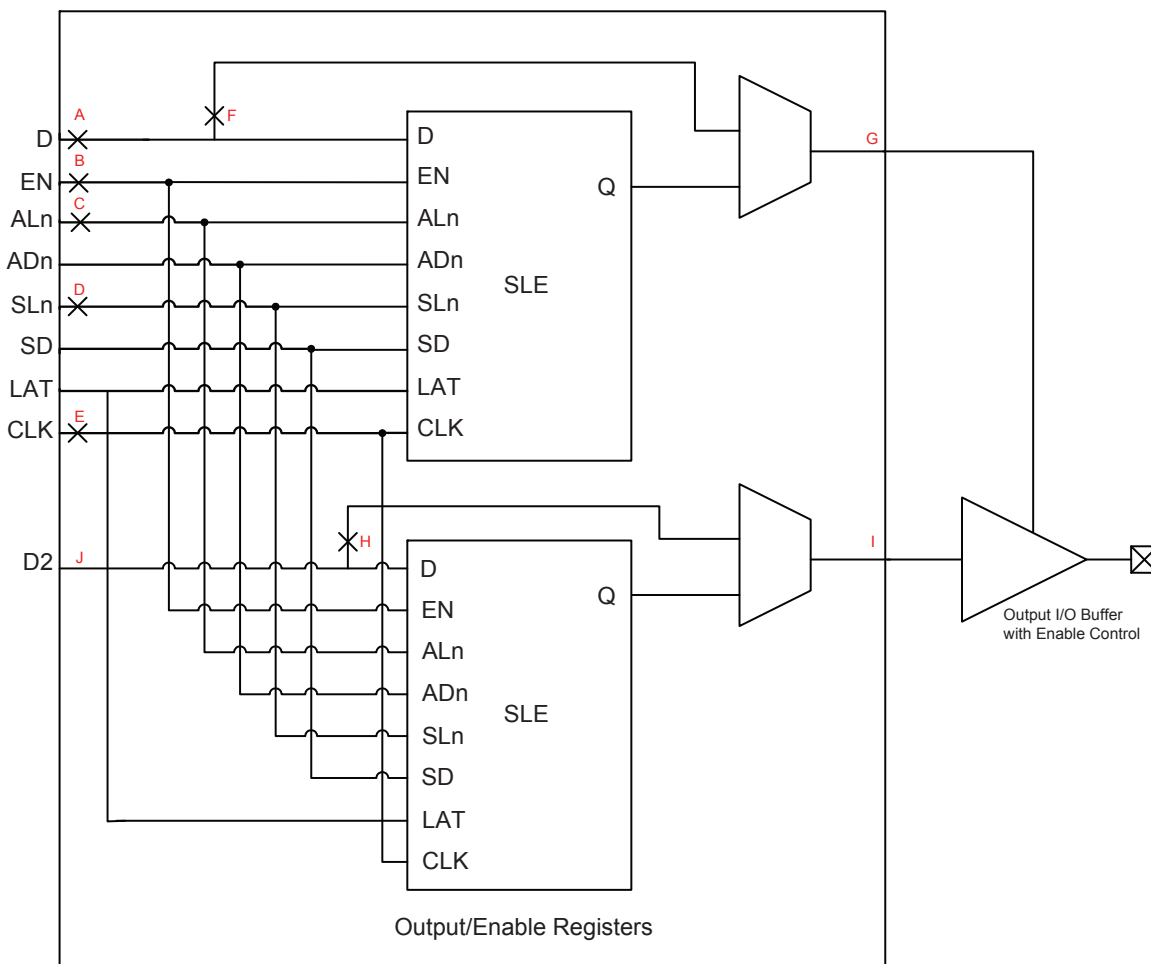 A
D
F
D
G
B
EN
EN
Q
C
ALn
ALn
ADn
ADn
SLE
D
SLn
SLn
SD
SD
LAT
LAT
E
CLK
CLK
H
J
I
D2
D
Q
EN
Output I/O Buffer
with Enable Control
ALn
ADn
SLE
SLn
SD
LAT
CLK
Output/Enable Registers